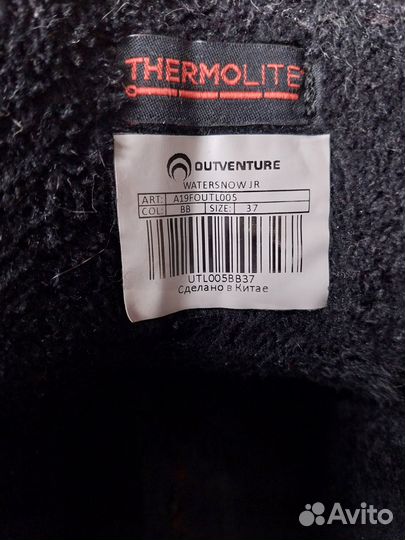 THERMOLITE
OUTVENTURE
WATERSNOW JR
ART: A19FOUTL005
COL: BB SIZE: 37
UTL005BB37
Сделано в Китае
Avito